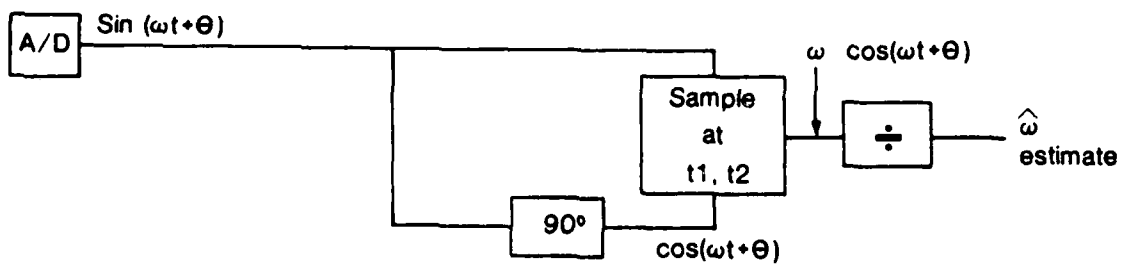 A/D
Sin (ωt+Θ)
ω cos(ωt+Θ)
Sample
at
t1, t2
÷
ω̂
estimate
90°
cos(ωt+Θ)